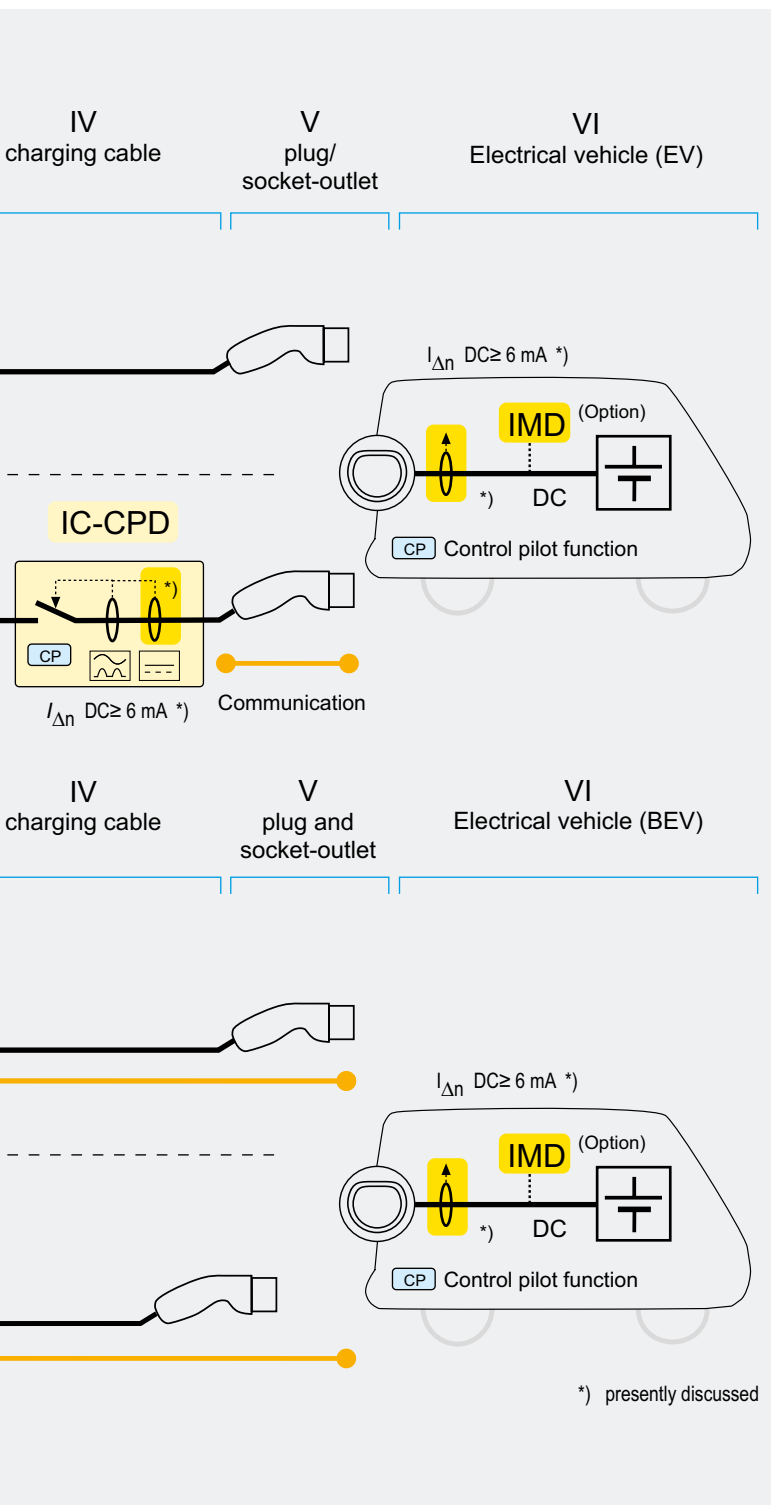 IV
charging cable
V
plug/
socket-outlet
VI
Electrical vehicle (EV)
IΔn DC≥ 6 mA *)
IMD
(Option)
*)
DC
CP Control pilot function
IC-CPD
*)
CP
IΔn DC≥ 6 mA *)
Communication
IV
charging cable
V
plug and
socket-outlet
VI
Electrical vehicle (BEV)
IΔn DC≥ 6 mA *)
IMD
(Option)
*)
DC
CP Control pilot function
*) presently discussed